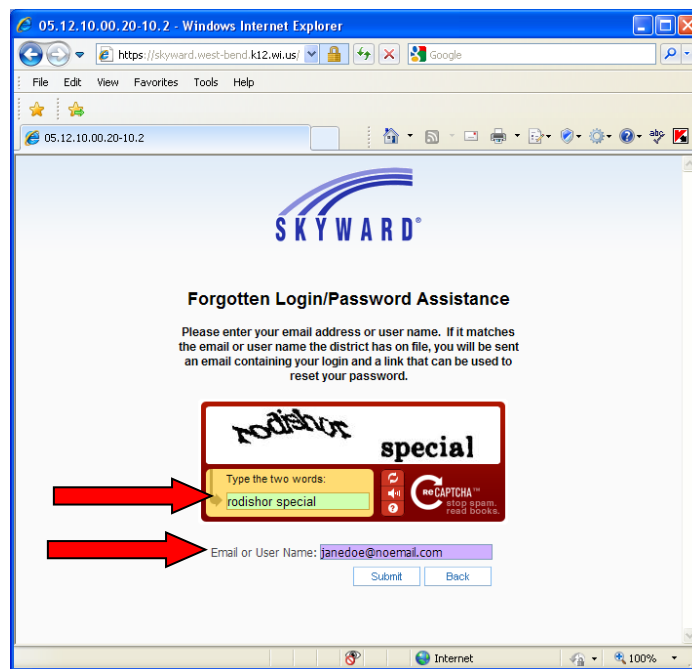 05.12.10.00.20-10.2 - Windows Internet Explorer
https://skyward.west-bend.k12.wi.us/
Google
File Edit View Favorites Tools Help
05.12.10.00.20-10.2
abc
SKYWARD®
Forgotten Login/Password Assistance
Please enter your email address or user name. If it matches
the email or user name the district has on file, you will be sent
an email containing your login and a link that can be used to
reset your password.
rodishor special
Type the two words:
rodishor special
reCAPTCHA™
stop spam.
read books.
Email or User Name: janedoe@noemail.com
Submit Back
Internet 100%